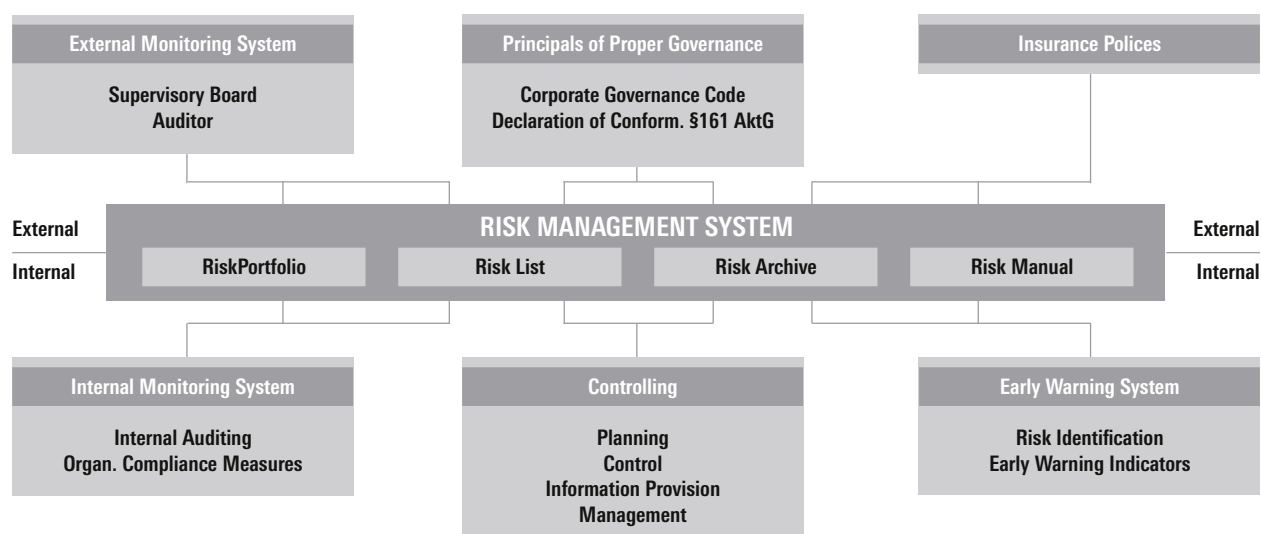 External Monitoring System
Supervisory Board
Auditor
Principals of Proper Governance
Corporate Governance Code
Declaration of Conform. §161 AktG
Insurance Polices
External
Internal
RISK MANAGEMENT SYSTEM
RiskPortfolio
Risk List
Risk Archive
Risk Manual
External
Internal
Internal Monitoring System
Internal Auditing
Organ. Compliance Measures
Controlling
Planning
Control
Information Provision
Management
Early Warning System
Risk Identification
Early Warning Indicators